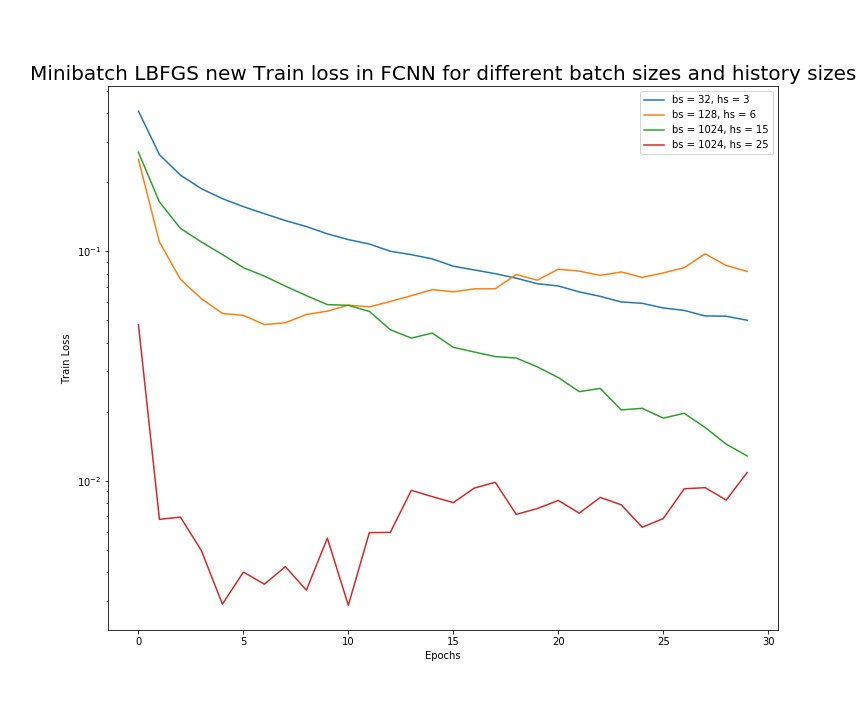 Minibatch LBFGS new Train loss in FCNN for different batch sizes and history sizes
bs = 32, hs = 3
bs = 128, hs = 6
bs = 1024, hs = 15
bs = 1024, hs = 25
10⁻¹
10⁻²
Train Loss
0 5 10 15 20 25 30
Epochs